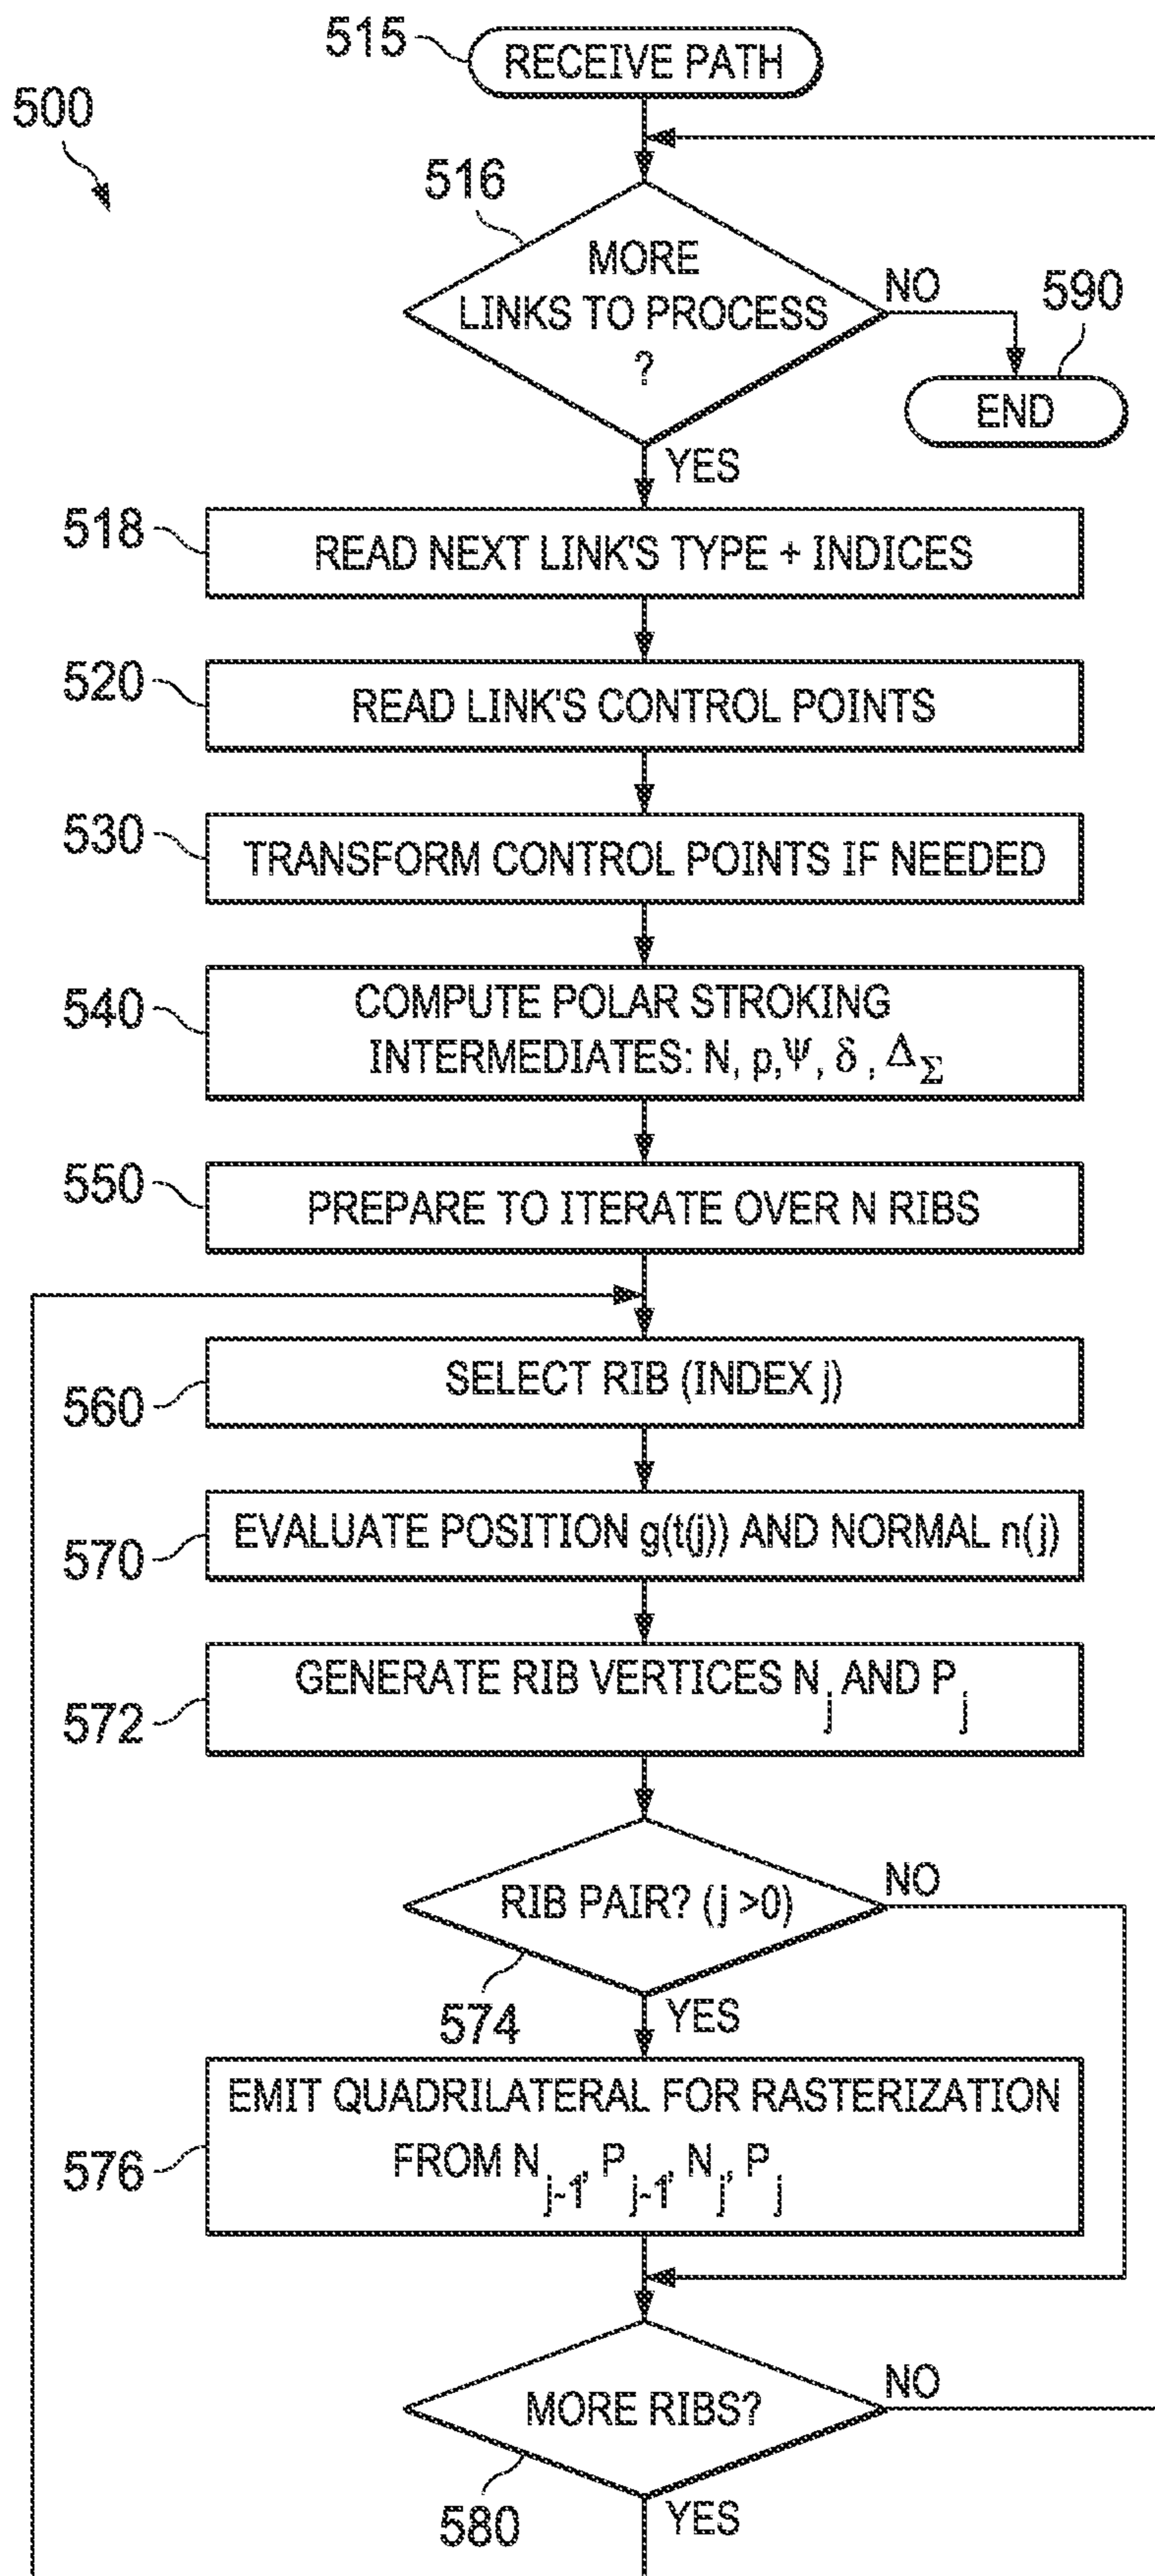 515
RECEIVE PATH
500
516
MORE
LINKS TO PROCESS
?
NO
590
END
YES
518
READ NEXT LINK'S TYPE + INDICES
520
READ LINK'S CONTROL POINTS
530
TRANSFORM CONTROL POINTS IF NEEDED
540
COMPUTE POLAR STROKING
INTERMEDIATES: N, p,Ψ, δ , Δ_Σ
550
PREPARE TO ITERATE OVER N RIBS
560
SELECT RIB (INDEX j)
570
EVALUATE POSITION g(t(j)) AND NORMAL n(j)
572
GENERATE RIB VERTICES N_j AND P_j
RIB PAIR? (j >0)
NO
574
YES
576
EMIT QUADRILATERAL FOR RASTERIZATION
FROM N_j-1, P_j-1, N_j, P_j
MORE RIBS?
NO
580
YES